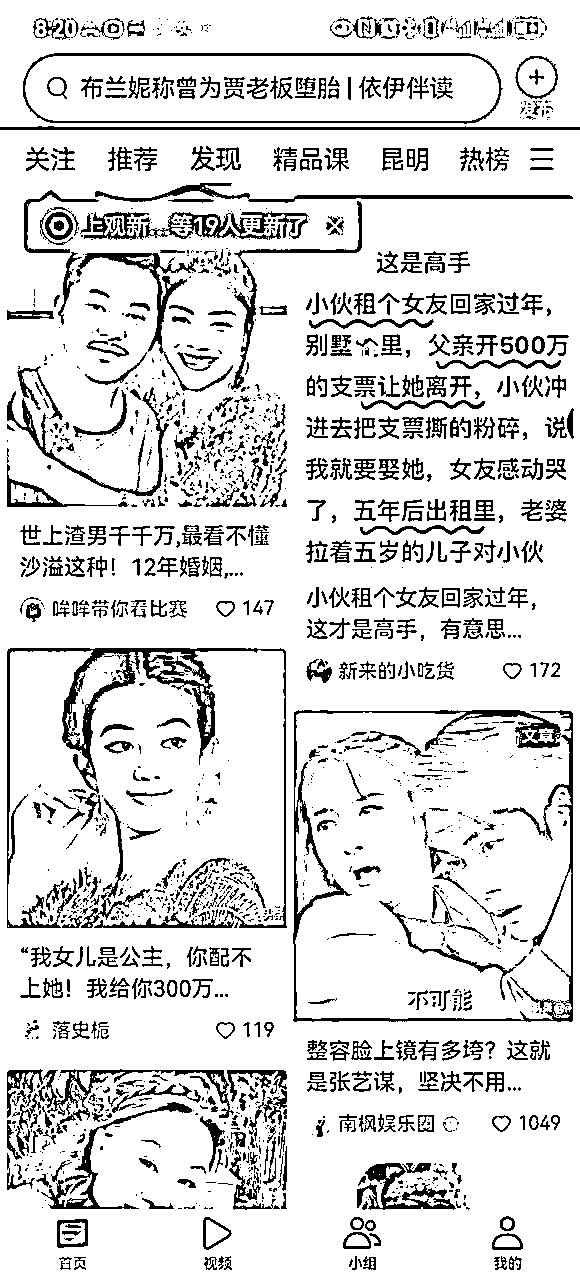 8:20
布兰妮称曾为贾老板堕胎 | 依伊伴读
发布
关注 推荐 发现 精品课 昆明 热榜
上观新...等19人更新了
这是高手
小伙租个女友回家过年，
别墅里，父亲开500万
的支票让她离开，小伙冲
进去把支票撕的粉碎，说
我就要娶她，女友感动哭
了，五年后出租里，老婆
拉着五岁的儿子对小伙
小伙租个女友回家过年，
这才是高手，有意思...
新来的小吃货 172
世上渣男千千万,最看不懂
沙溢这种！12年婚姻,...
哞哞带你看比赛 147
“我女儿是公主，你配不
上她！我给你300万...
落史栀 119
文章
不可能
整容脸上镜有多垮？这就
是张艺谋，坚决不用...
南枫娱乐圈 1049
首页 视频 小组 我的